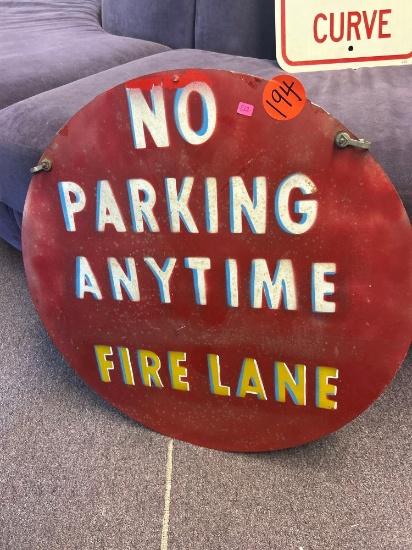 CURVE
194
NO
PARKING
ANYTIME
FIRE LANE